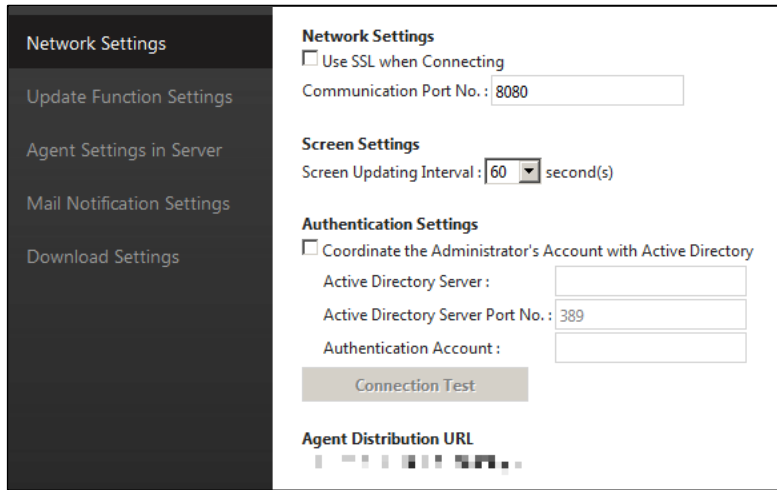 Network Settings
Update Function Settings
Agent Settings in Server
Mail Notification Settings
Download Settings
Network Settings
Use SSL when Connecting
Communication Port No. : 8080
Screen Settings
Screen Updating Interval : 60 second(s)
Authentication Settings
Coordinate the Administrator's Account with Active Directory
Active Directory Server :
Active Directory Server Port No. : 389
Authentication Account :
Connection Test
Agent Distribution URL